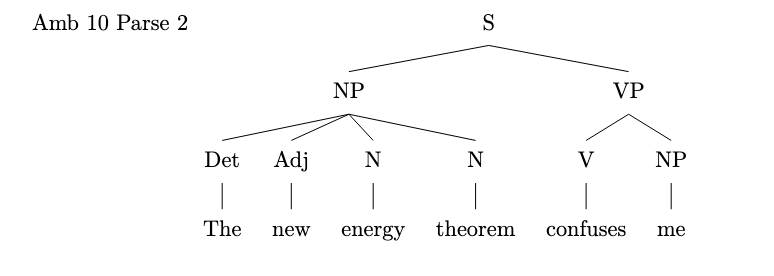 Amb 10 Parse 2 S
NP VP
Det Adj N N V NP
The new energy theorem confuses me